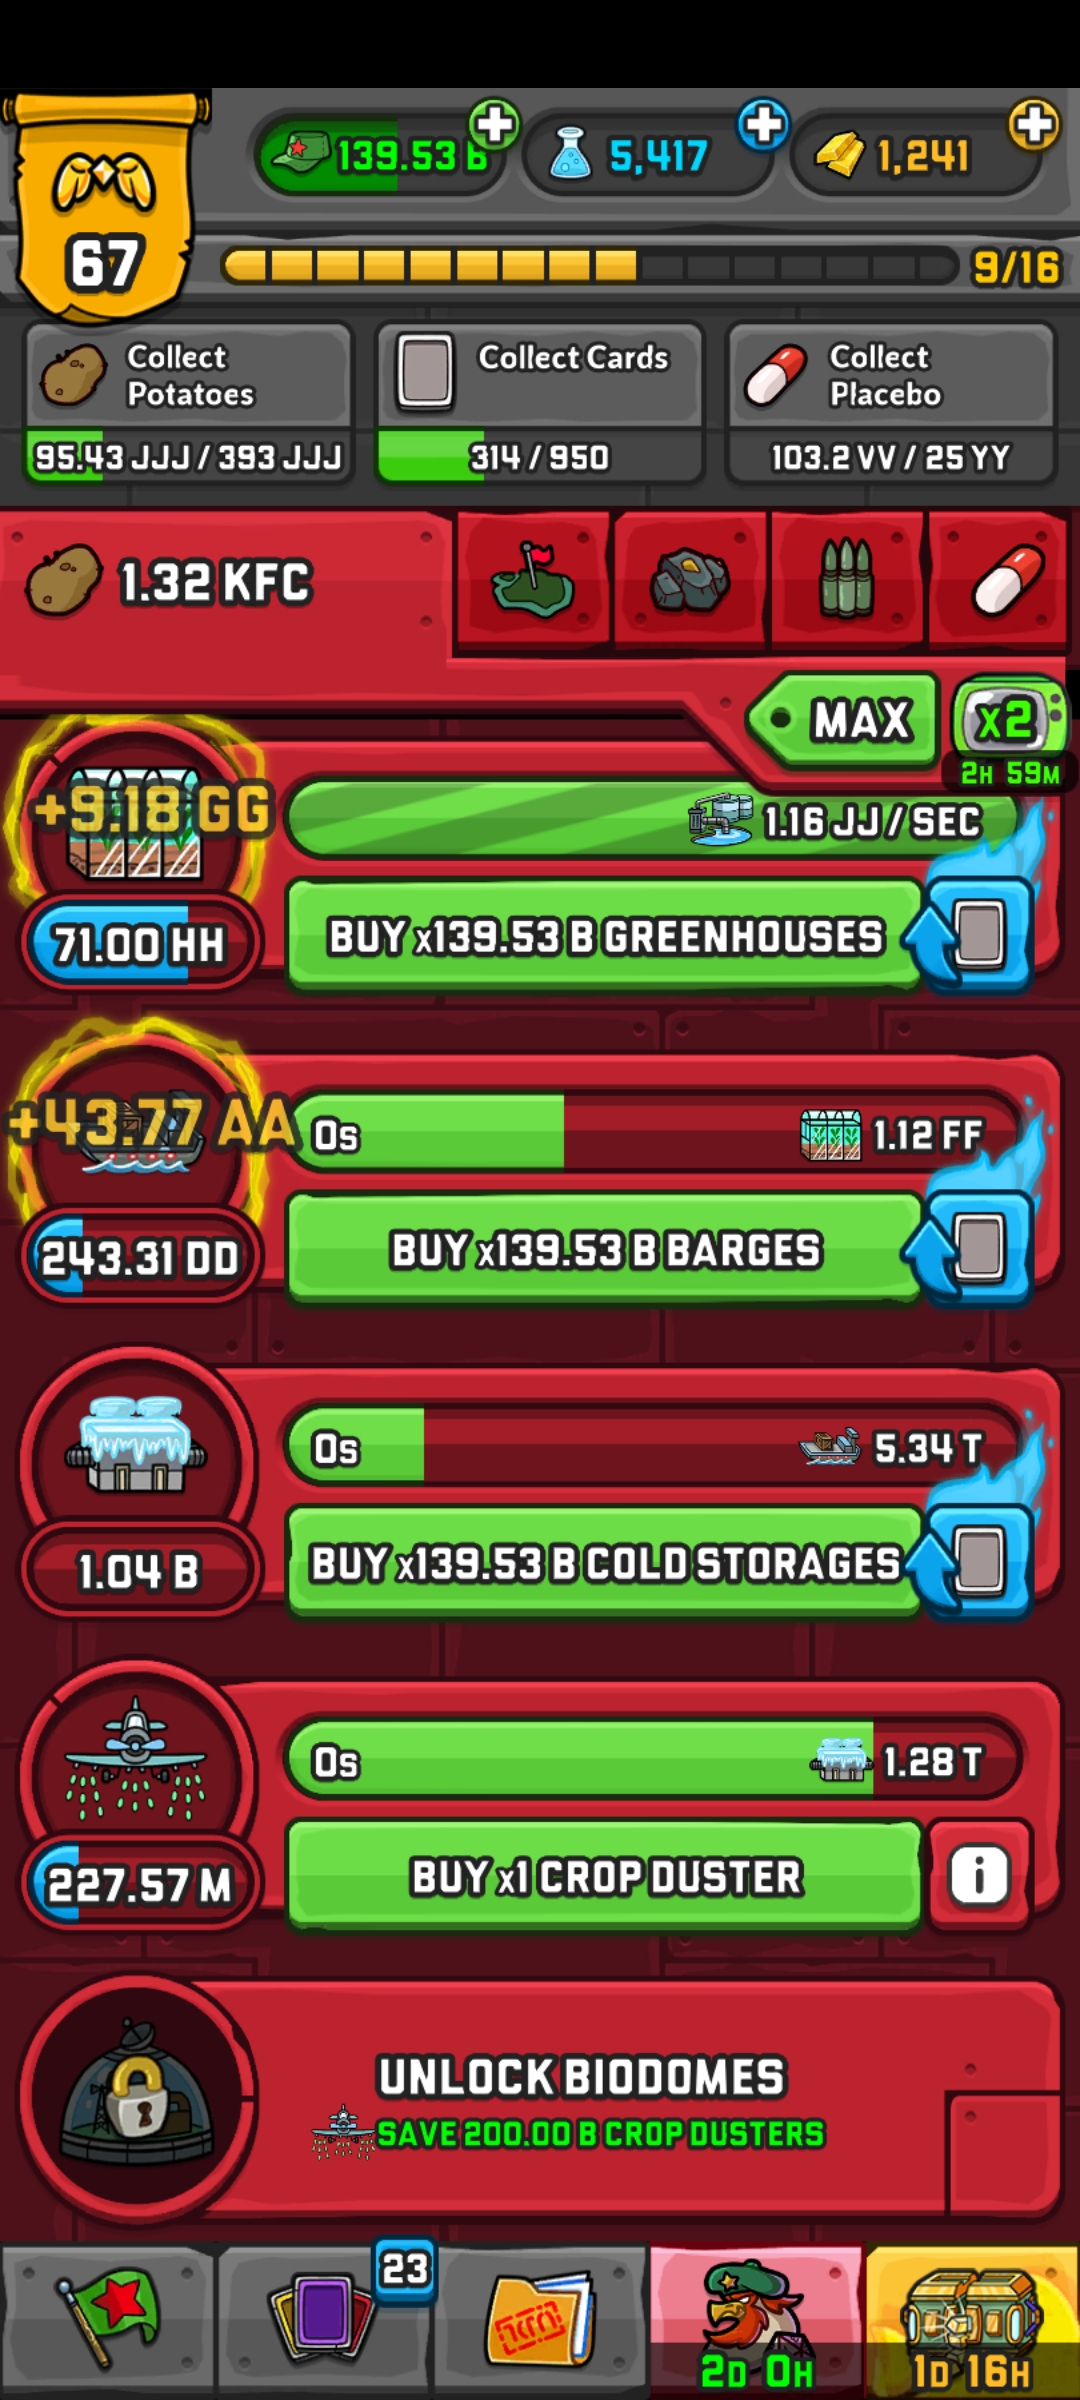 139.53 B
5,417
1,241
67
9/16
Collect
Potatoes
95.43 JJJ / 393 JJJ
Collect Cards
314 / 950
Collect
Placebo
103.2 VV / 25 YY
1.32 KFC
MAX
x2
2H 59M
+9.18 GG
1.16 JJ / SEC
71.00 HH
BUY x139.53 B GREENHOUSES
+43.77 AA
0s
1.12 FF
243.31 DD
BUY x139.53 B BARGES
0s
5.34 T
1.04 B
BUY x139.53 B COLD STORAGES
0s
1.28 T
227.57 M
BUY x1 CROP DUSTER
i
UNLOCK BIODOMES
SAVE 200.00 B CROP DUSTERS
23
2D 0H
1D 16H